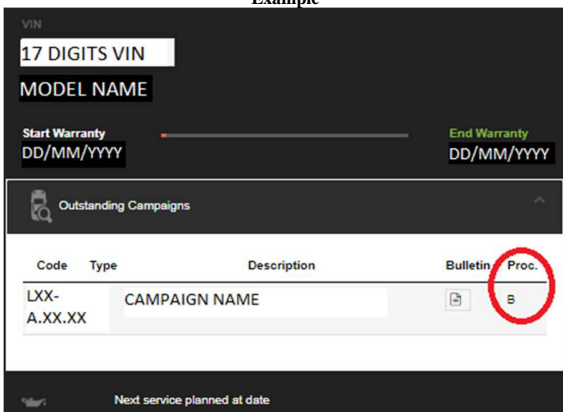 Example
VIN
17 DIGITS VIN
MODEL NAME
Start Warranty End Warranty
DD/MM/YYYY DD/MM/YYYY
Outstanding Campaigns
Code Type Description Bulletin Proc.
LXX- CAMPAIGN NAME B
A.XX.XX
Next service planned at date